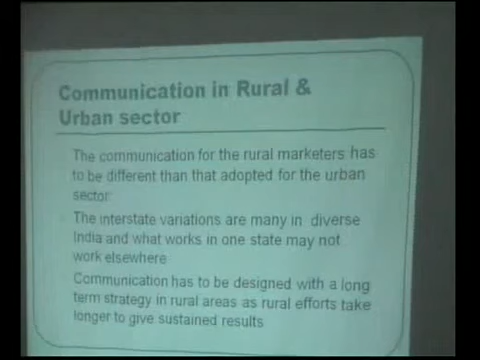 Communication in Rural &
Urban sector
The communication for the rural marketers has
to be different than that adopted for the urban
sector
The interstate variations are many in diverse
India and what works in one state may not
work elsewhere
Communication has to be designed with a long
term strategy in rural areas as rural efforts take
longer to give sustained results